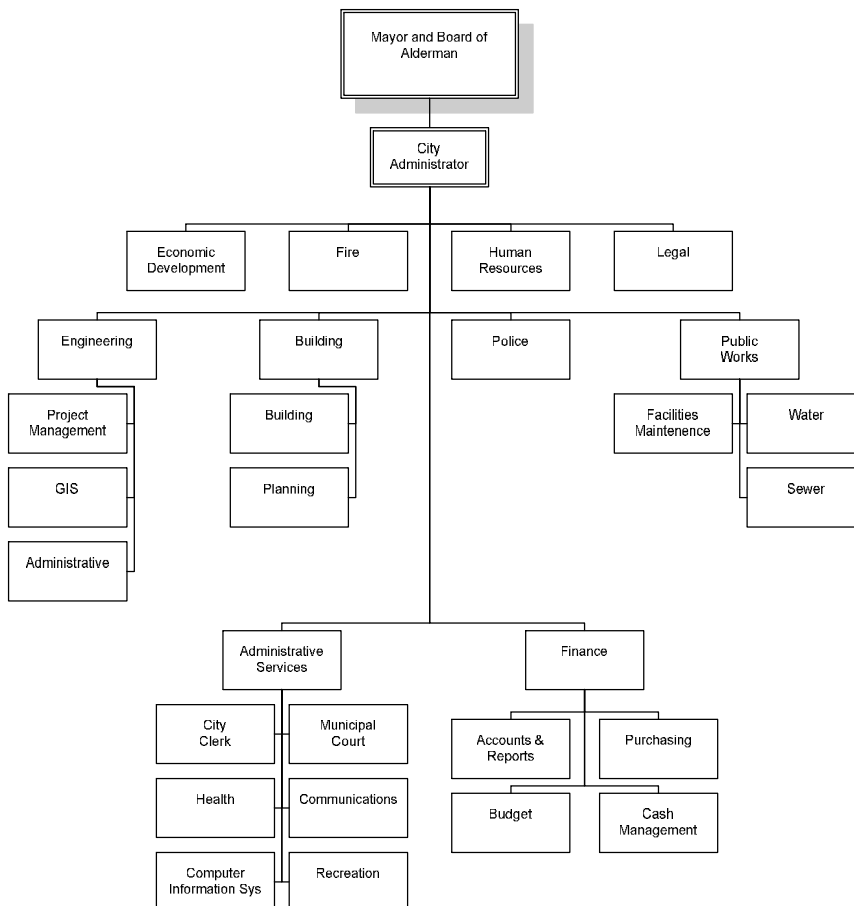 Mayor and Board of
Alderman
City
Administrator
Economic
Development
Fire
Human
Resources
Legal
Engineering
Building
Police
Public
Works
Project
Management
Building
Facilities
Maintenence
Water
GIS
Planning
Sewer
Administrative
Administrative
Services
Finance
City
Clerk
Municipal
Court
Accounts &
Reports
Purchasing
Health
Communications
Budget
Cash
Management
Computer
Information Sys
Recreation